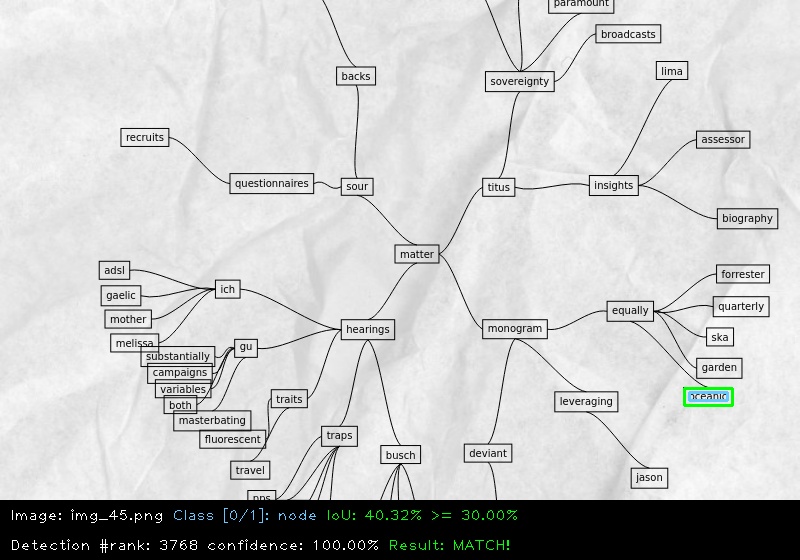 paramount
broadcasts
lima
backs
sovereignty
recruits
assessor
questionnaires
sour
titus
insights
biography
matter
adsl
forrester
ich
gaelic
quarterly
equally
mother
hearings
monogram
ska
melissa
gu
substantially
garden
campaigns
variables
oceanic
both
traits
leveraging
masterbating
fluorescent
traps
travel
busch
deviant
jason
nps
Image: img_45.png Class [0/1]: node IoU: 40.32% >= 30.00%
Detection #rank: 3768 confidence: 100.00% Result: MATCH!